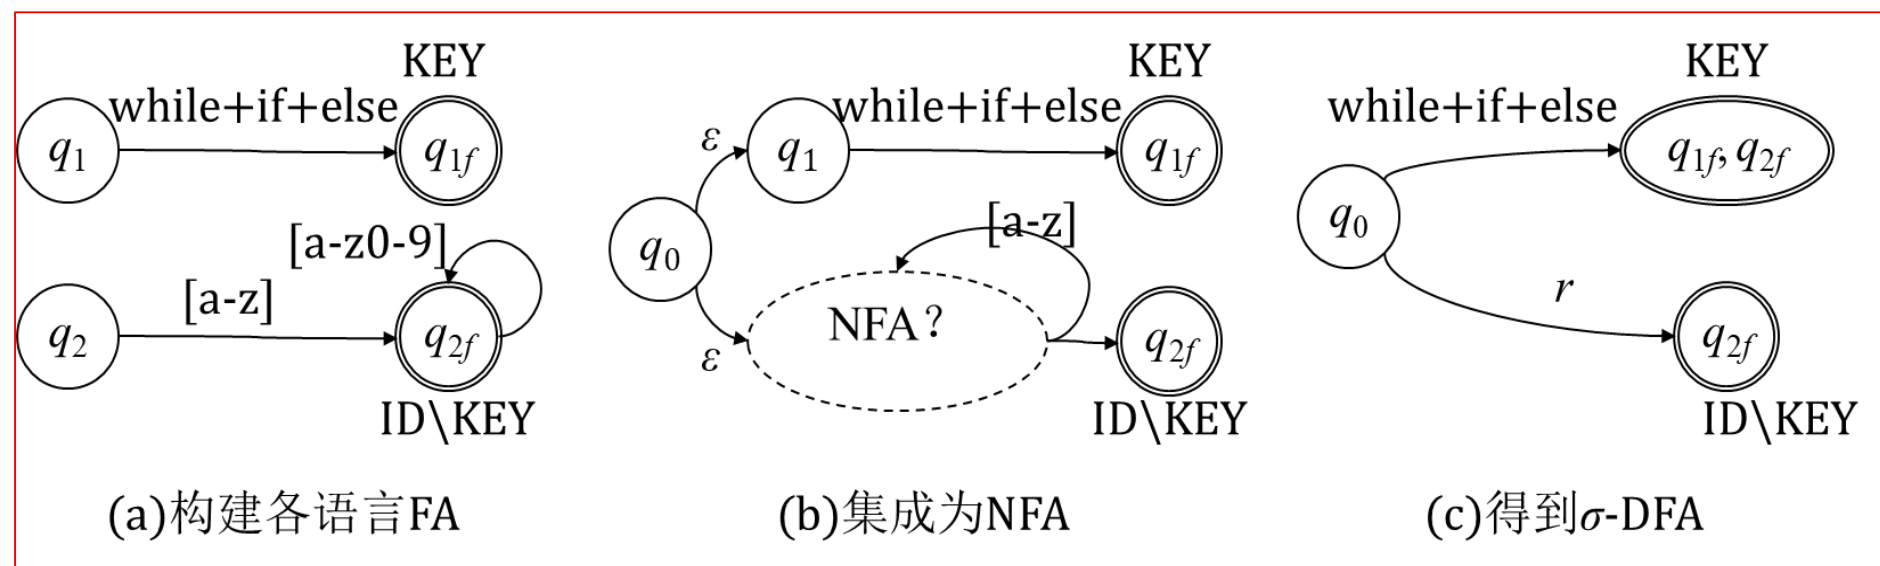 KEY
while+if+else
q1
q1f
[a-z0-9]
[a-z]
q2
q2f
ID\KEY
(a)构建各语言FA
KEY
while+if+else
ε
q1
q1f
[a-z]
q0
NFA?
ε
q2f
ID\KEY
(b)集成为NFA
KEY
while+if+else
q1f, q2f
q0
r
q2f
ID\KEY
(c)得到σ-DFA